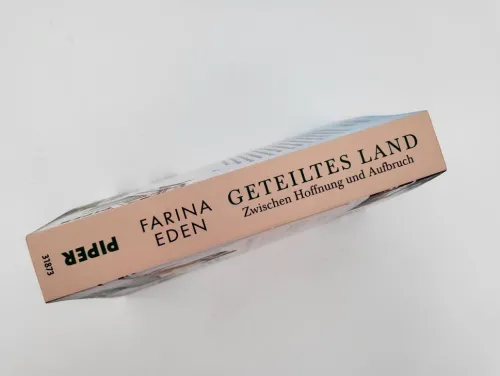 31873
PIPER
FARINA
EDEN
GETEILTES LAND
Zwischen Hoffnung und Aufbruch